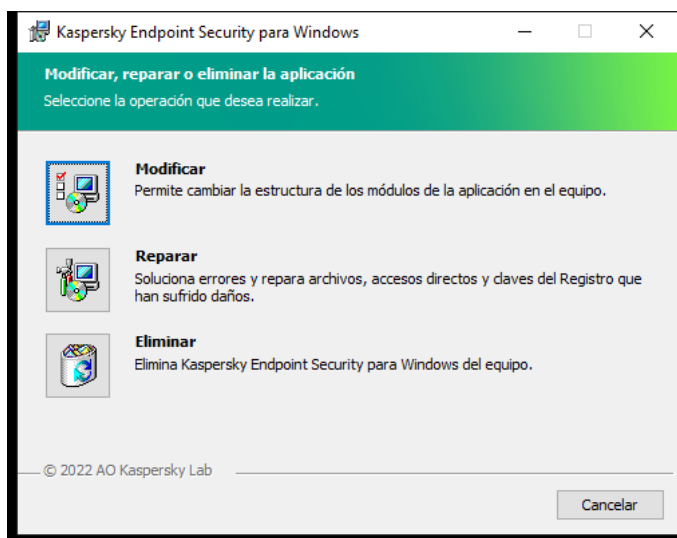 Kaspersky Endpoint Security para Windows
Modificar, reparar o eliminar la aplicación
Seleccione la operación que desea realizar.
Modificar
Permite cambiar la estructura de los módulos de la aplicación en el equipo.
Reparar
Soluciona errores y repara archivos, accesos directos y claves del Registro que
han sufrido daños.
Eliminar
Elimina Kaspersky Endpoint Security para Windows del equipo.
© 2022 AO Kaspersky Lab
Cancelar